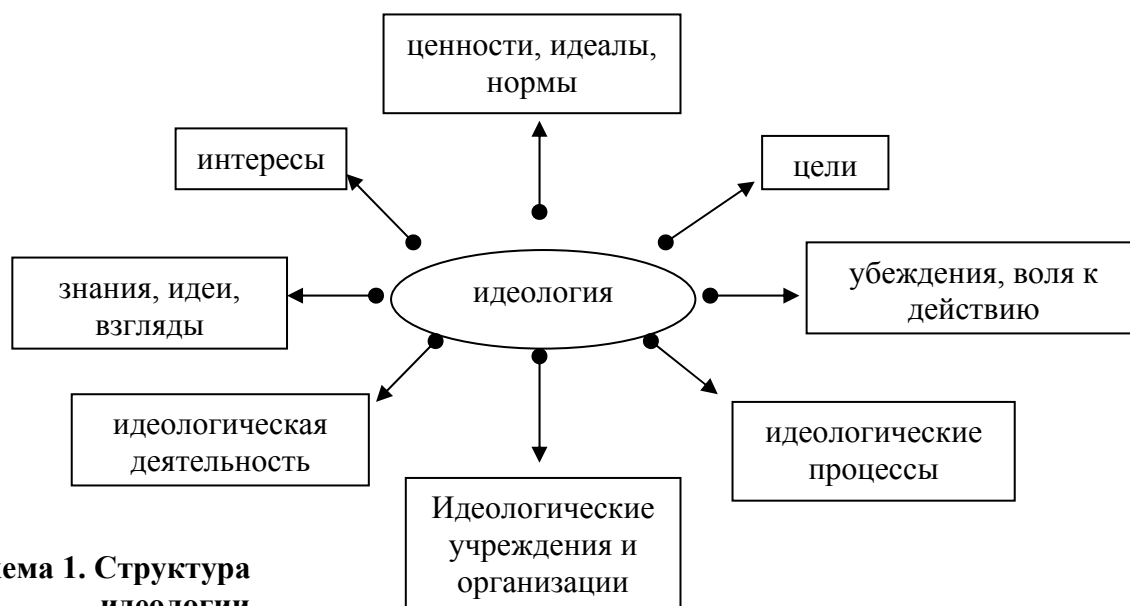 ценности, идеалы,
нормы
интересы
цели
знания, идеи,
взгляды
идеология
убеждения, воля к
действию
идеологическая
деятельность
идеологические
процессы
Идеологические
учреждения и
организации
1. Структура
идеологии